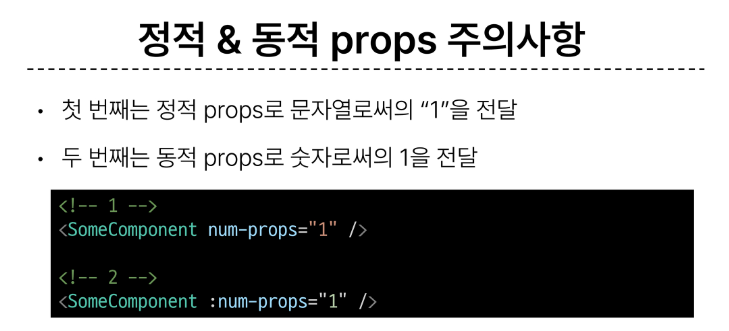 정적 & 동적 props 주의사항
• 첫 번째는 정적 props로 문자열로써의 “1”을 전달
• 두 번째는 동적 props로 숫자로써의 1을 전달
<!-- 1 -->
<SomeComponent num-props="1" />
<!-- 2 -->
<SomeComponent :num-props="1" />